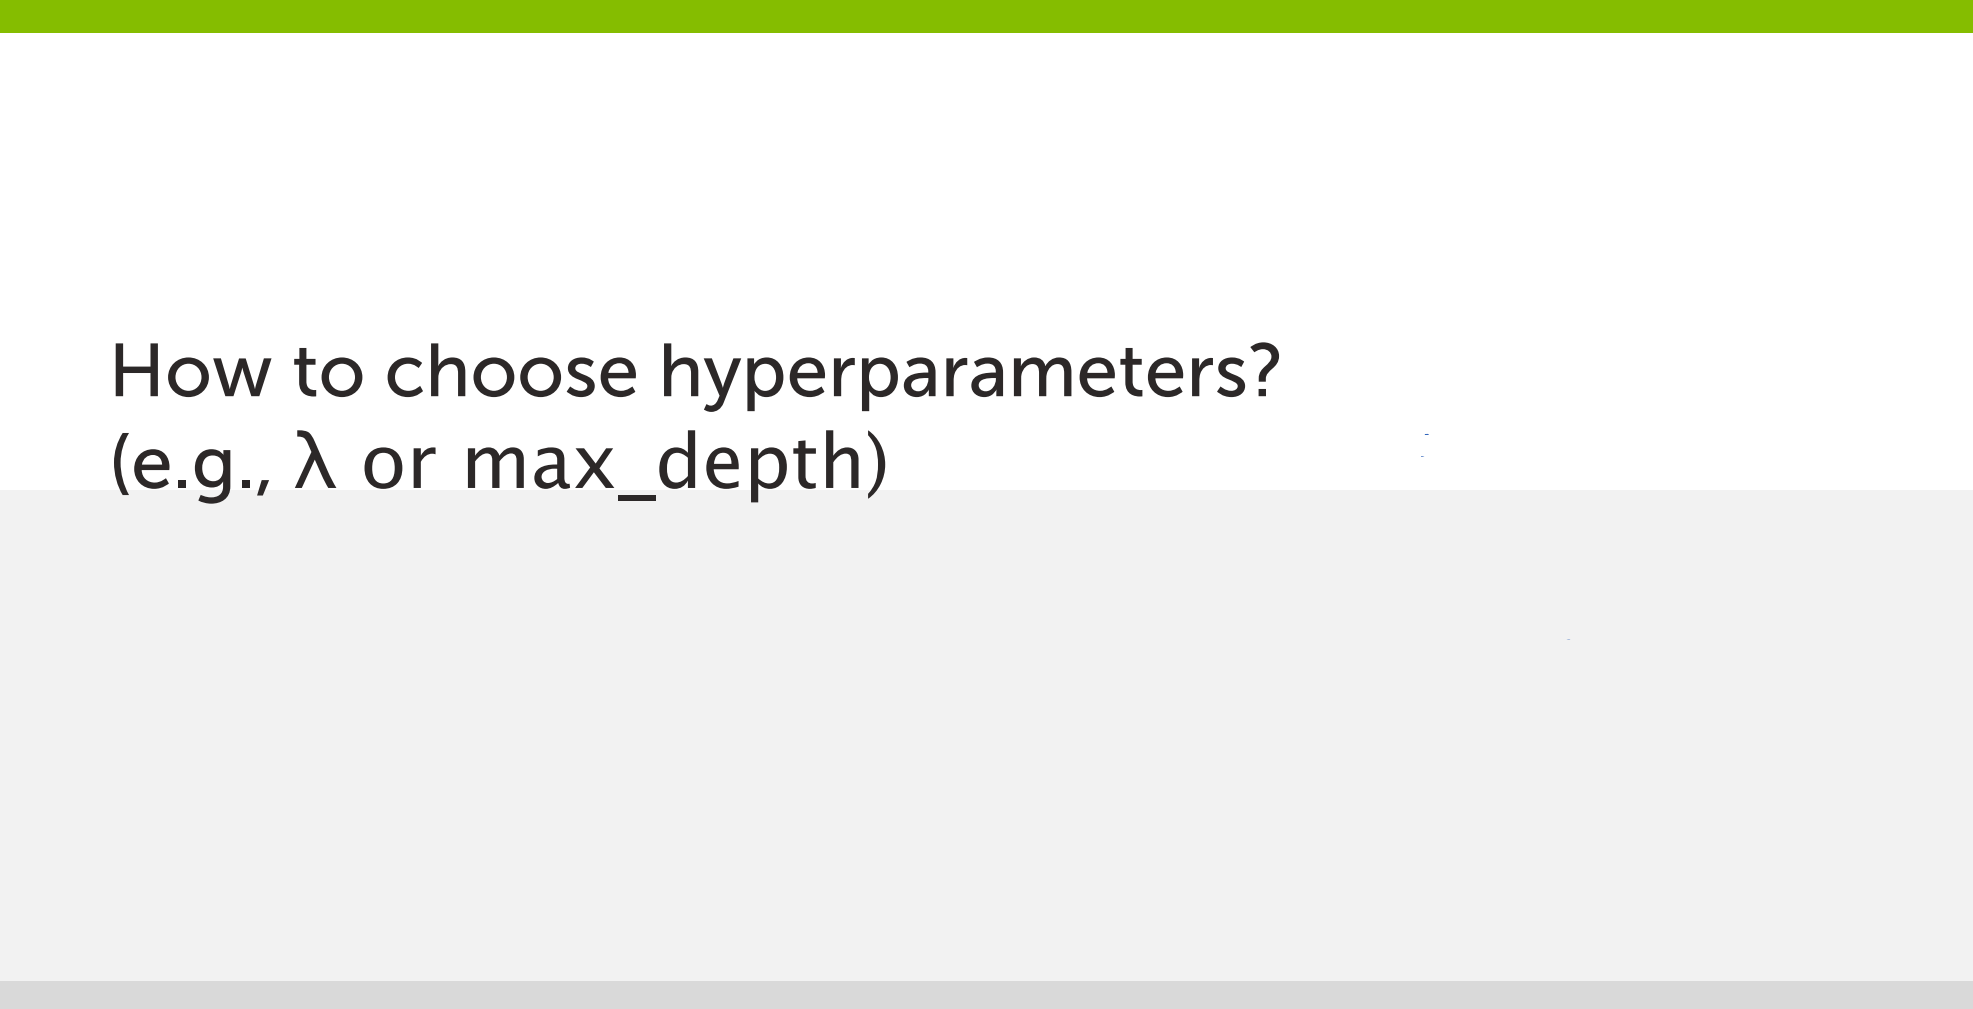 How to choose hyperparameters?
(e.g., λ or max_depth)